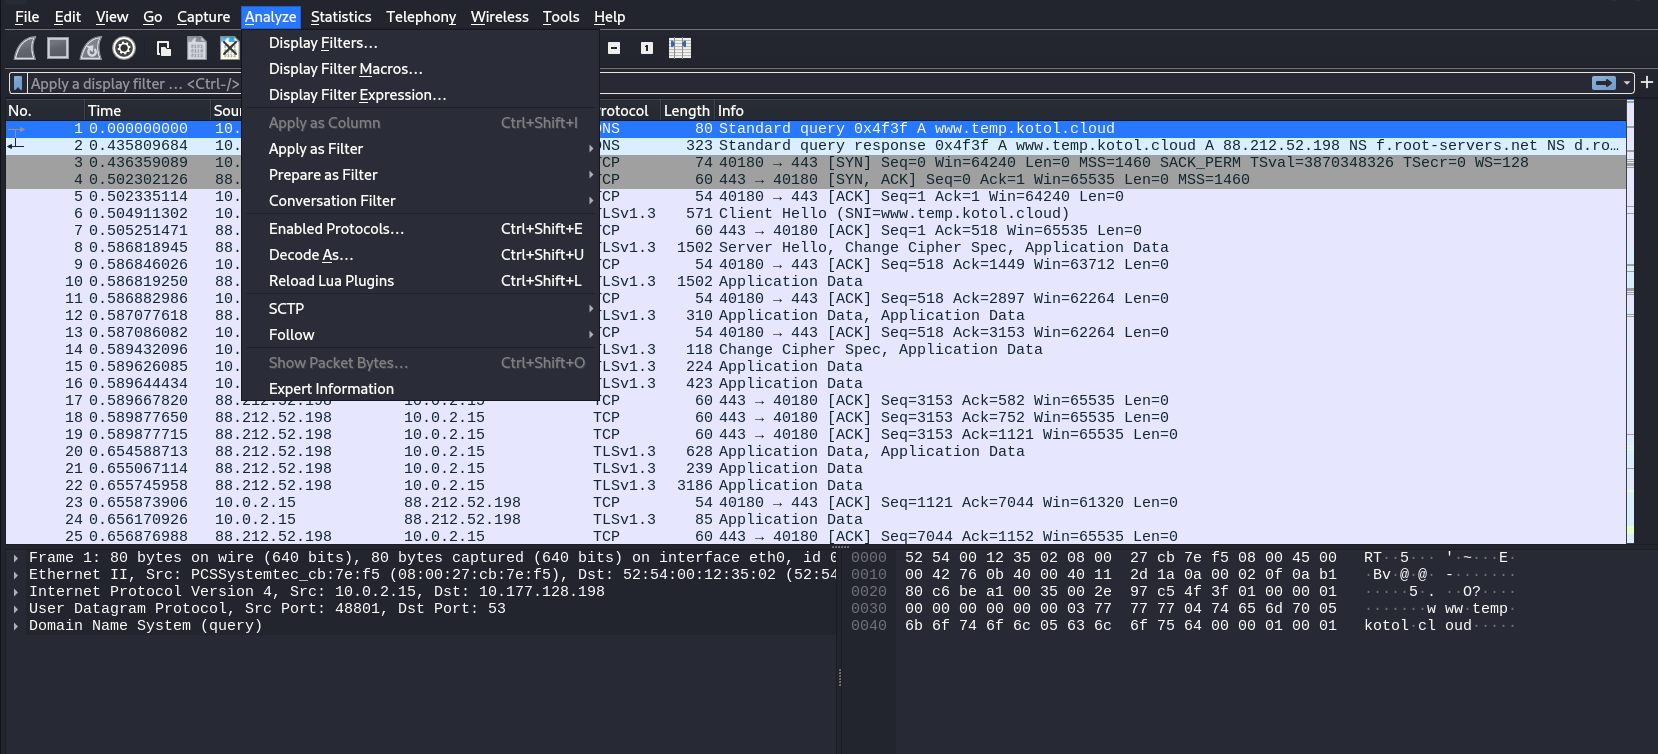 File Edit View Go Capture Analyze Statistics Telephony Wireless Tools Help
Display Filters...
Display Filter Macros...
Display Filter Expression...
Apply as Column Ctrl+Shift+I
Apply as Filter
Prepare as Filter
Conversation Filter
Enabled Protocols... Ctrl+Shift+E
Decode As... Ctrl+Shift+U
Reload Lua Plugins Ctrl+Shift+L
SCTP
Follow
Show Packet Bytes... Ctrl+Shift+O
Expert Information
Apply a display filter ... <Ctrl-/>
No. Time Sou rotocol Length Info
1 0.000000000 10. NS 80 Standard query 0x4f3f A www.temp.kotol.cloud
2 0.435809684 10. NS 323 Standard query response 0x4f3f A www.temp.kotol.cloud A 88.212.52.198 NS f.root-servers.net NS d.ro...
3 0.436359089 10. CP 74 40180 → 443 [SYN] Seq=0 Win=64240 Len=0 MSS=1460 SACK_PERM TSval=3870348326 TSecr=0 WS=128
4 0.502302126 88. CP 60 443 → 40180 [SYN, ACK] Seq=0 Ack=1 Win=65535 Len=0 MSS=1460
5 0.502335114 10. CP 54 40180 → 443 [ACK] Seq=1 Ack=1 Win=64240 Len=0
6 0.504911302 10. LSv1.3 571 Client Hello (SNI=www.temp.kotol.cloud)
7 0.505251471 88. CP 60 443 → 40180 [ACK] Seq=1 Ack=518 Win=65535 Len=0
8 0.586818945 88. LSv1.3 1502 Server Hello, Change Cipher Spec, Application Data
9 0.586846026 10. CP 54 40180 → 443 [ACK] Seq=518 Ack=1449 Win=63712 Len=0
10 0.586819250 88. LSv1.3 1502 Application Data
11 0.586882986 10. CP 54 40180 → 443 [ACK] Seq=518 Ack=2897 Win=62264 Len=0
12 0.587077618 88. LSv1.3 310 Application Data, Application Data
13 0.587086082 10. CP 54 40180 → 443 [ACK] Seq=518 Ack=3153 Win=62264 Len=0
14 0.589432096 10. LSv1.3 118 Change Cipher Spec, Application Data
15 0.589626085 10. LSv1.3 224 Application Data
16 0.589644434 10. LSv1.3 423 Application Data
17 0.589667820 88.212.52.198 10.0.2.15 TCP 60 443 → 40180 [ACK] Seq=3153 Ack=582 Win=65535 Len=0
18 0.589877650 88.212.52.198 10.0.2.15 TCP 60 443 → 40180 [ACK] Seq=3153 Ack=752 Win=65535 Len=0
19 0.589877715 88.212.52.198 10.0.2.15 TCP 60 443 → 40180 [ACK] Seq=3153 Ack=1121 Win=65535 Len=0
20 0.654588713 88.212.52.198 10.0.2.15 TLSv1.3 628 Application Data, Application Data
21 0.655067114 88.212.52.198 10.0.2.15 TLSv1.3 239 Application Data
22 0.655745958 88.212.52.198 10.0.2.15 TLSv1.3 3186 Application Data
23 0.655873906 10.0.2.15 88.212.52.198 TCP 54 40180 → 443 [ACK] Seq=1121 Ack=7044 Win=61320 Len=0
24 0.656170926 10.0.2.15 88.212.52.198 TLSv1.3 85 Application Data
25 0.656876988 88.212.52.198 10.0.2.15 TCP 60 443 → 40180 [ACK] Seq=7044 Ack=1152 Win=65535 Len=0
Frame 1: 80 bytes on wire (640 bits), 80 bytes captured (640 bits) on interface eth0, id 0
Ethernet II, Src: PCSSystemtec_cb:7e:f5 (08:00:27:cb:7e:f5), Dst: 52:54:00:12:35:02 (52:54
Internet Protocol Version 4, Src: 10.0.2.15, Dst: 10.177.128.198
User Datagram Protocol, Src Port: 48801, Dst Port: 53
Domain Name System (query)
0000 52 54 00 12 35 02 08 00 27 cb 7e f5 08 00 45 00 RT··5··· '·~···E·
0010 00 42 76 0b 40 00 40 11 2d 1a 0a 00 02 0f 0a b1 ·Bv·@·@· -·······
0020 80 c6 be a1 00 35 00 2e 97 c5 4f 3f 01 00 00 01 ·····5·. ··O?····
0030 00 00 00 00 00 00 03 77 77 77 04 74 65 6d 70 05 ·······w ww·temp·
0040 6b 6f 74 6f 6c 05 63 6c 6f 75 64 00 00 01 00 01 kotol·cl oud·····